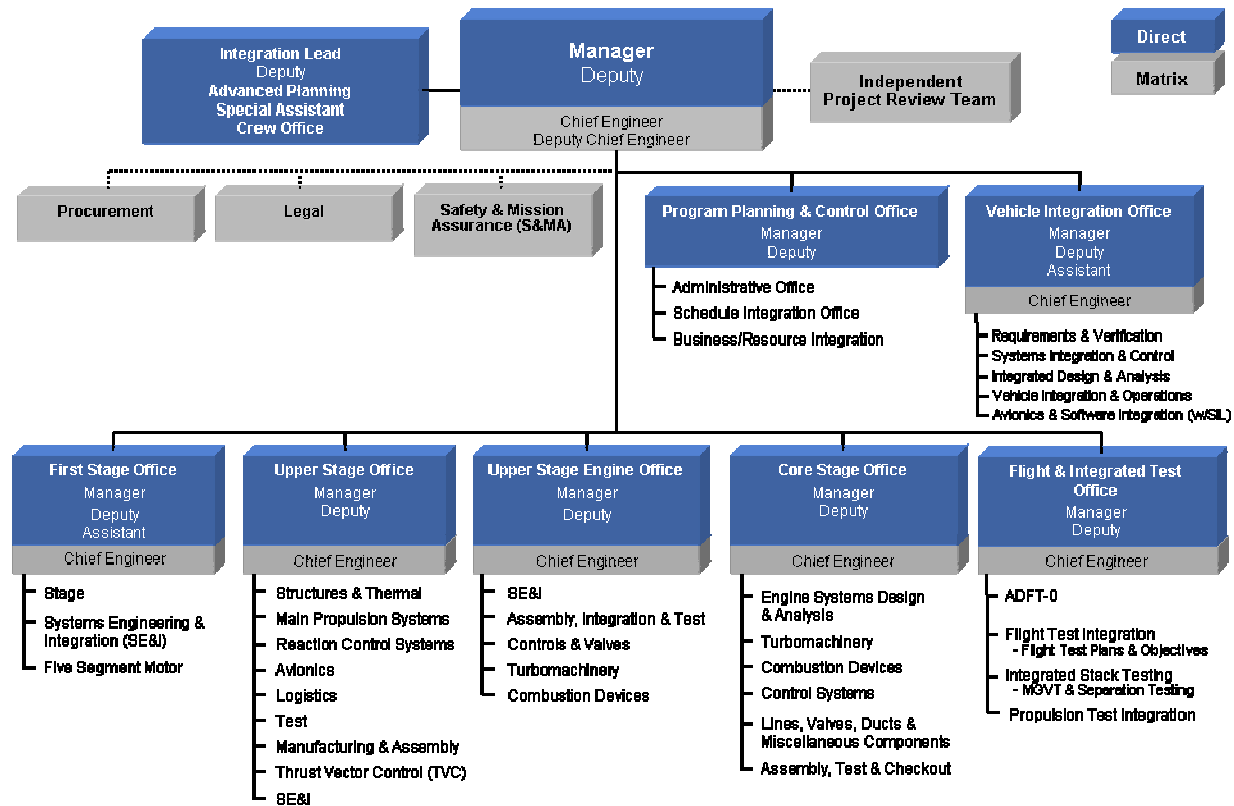 Integration Lead
Deputy
Advanced Planning
Special Assistant
Crew Office
Manager
Deputy
Chief Engineer
Deputy Chief Engineer
Independent
Project Review Team
Direct
Matrix
Procurement
Legal
Safety & Mission
Assurance (S&MA)
Program Planning & Control Office
Manager
Deputy
Administrative Office
Schedule Integration Office
Business/Resource Integration
Vehicle Integration Office
Manager
Deputy
Assistant
Chief Engineer
Requirements & Verification
Systems Integration & Control
Integrated Design & Analysis
Vehicle Integration & Operations
Avionics & Software Integration (w/SIL)
First Stage Office
Manager
Deputy
Assistant
Chief Engineer
Stage
Systems Engineering &
Integration (SE&I)
Five Segment Motor
Upper Stage Office
Manager
Deputy
Chief Engineer
Structures & Thermal
Main Propulsion Systems
Reaction Control Systems
Avionics
Logistics
Test
Manufacturing & Assembly
Thrust Vector Control (TVC)
SE&I
Upper Stage Engine Office
Manager
Deputy
Chief Engineer
SE&I
Assembly, Integration & Test
Controls & Valves
Turbomachinery
Combustion Devices
Core Stage Office
Manager
Deputy
Chief Engineer
Engine Systems Design
& Analysis
Turbomachinery
Combustion Devices
Control Systems
Lines, Valves, Ducts &
Miscellaneous Components
Assembly, Test & Checkout
Flight & Integrated Test
Office
Manager
Deputy
Chief Engineer
ADFT-0
Flight Test Integration
- Flight Test Plans & Objectives
Integrated Stack Testing
- MGVT & Separation Testing
Propulsion Test Integration